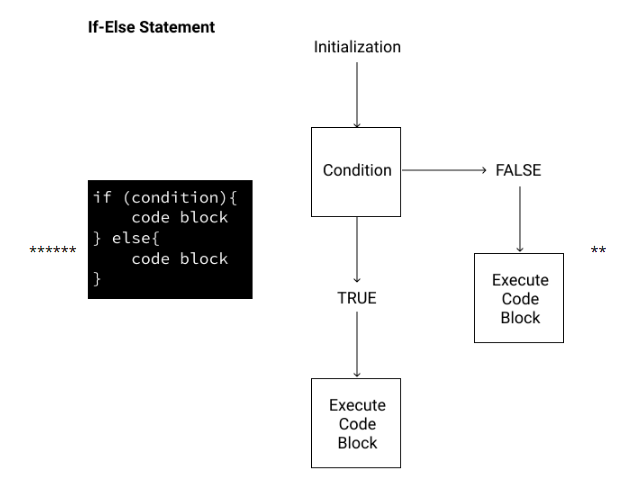 If-Else Statement
Initialization
Condition
FALSE
if (condition){
    code block
} else{
    code block
}
******
**
TRUE
Execute
Code
Block
Execute
Code
Block